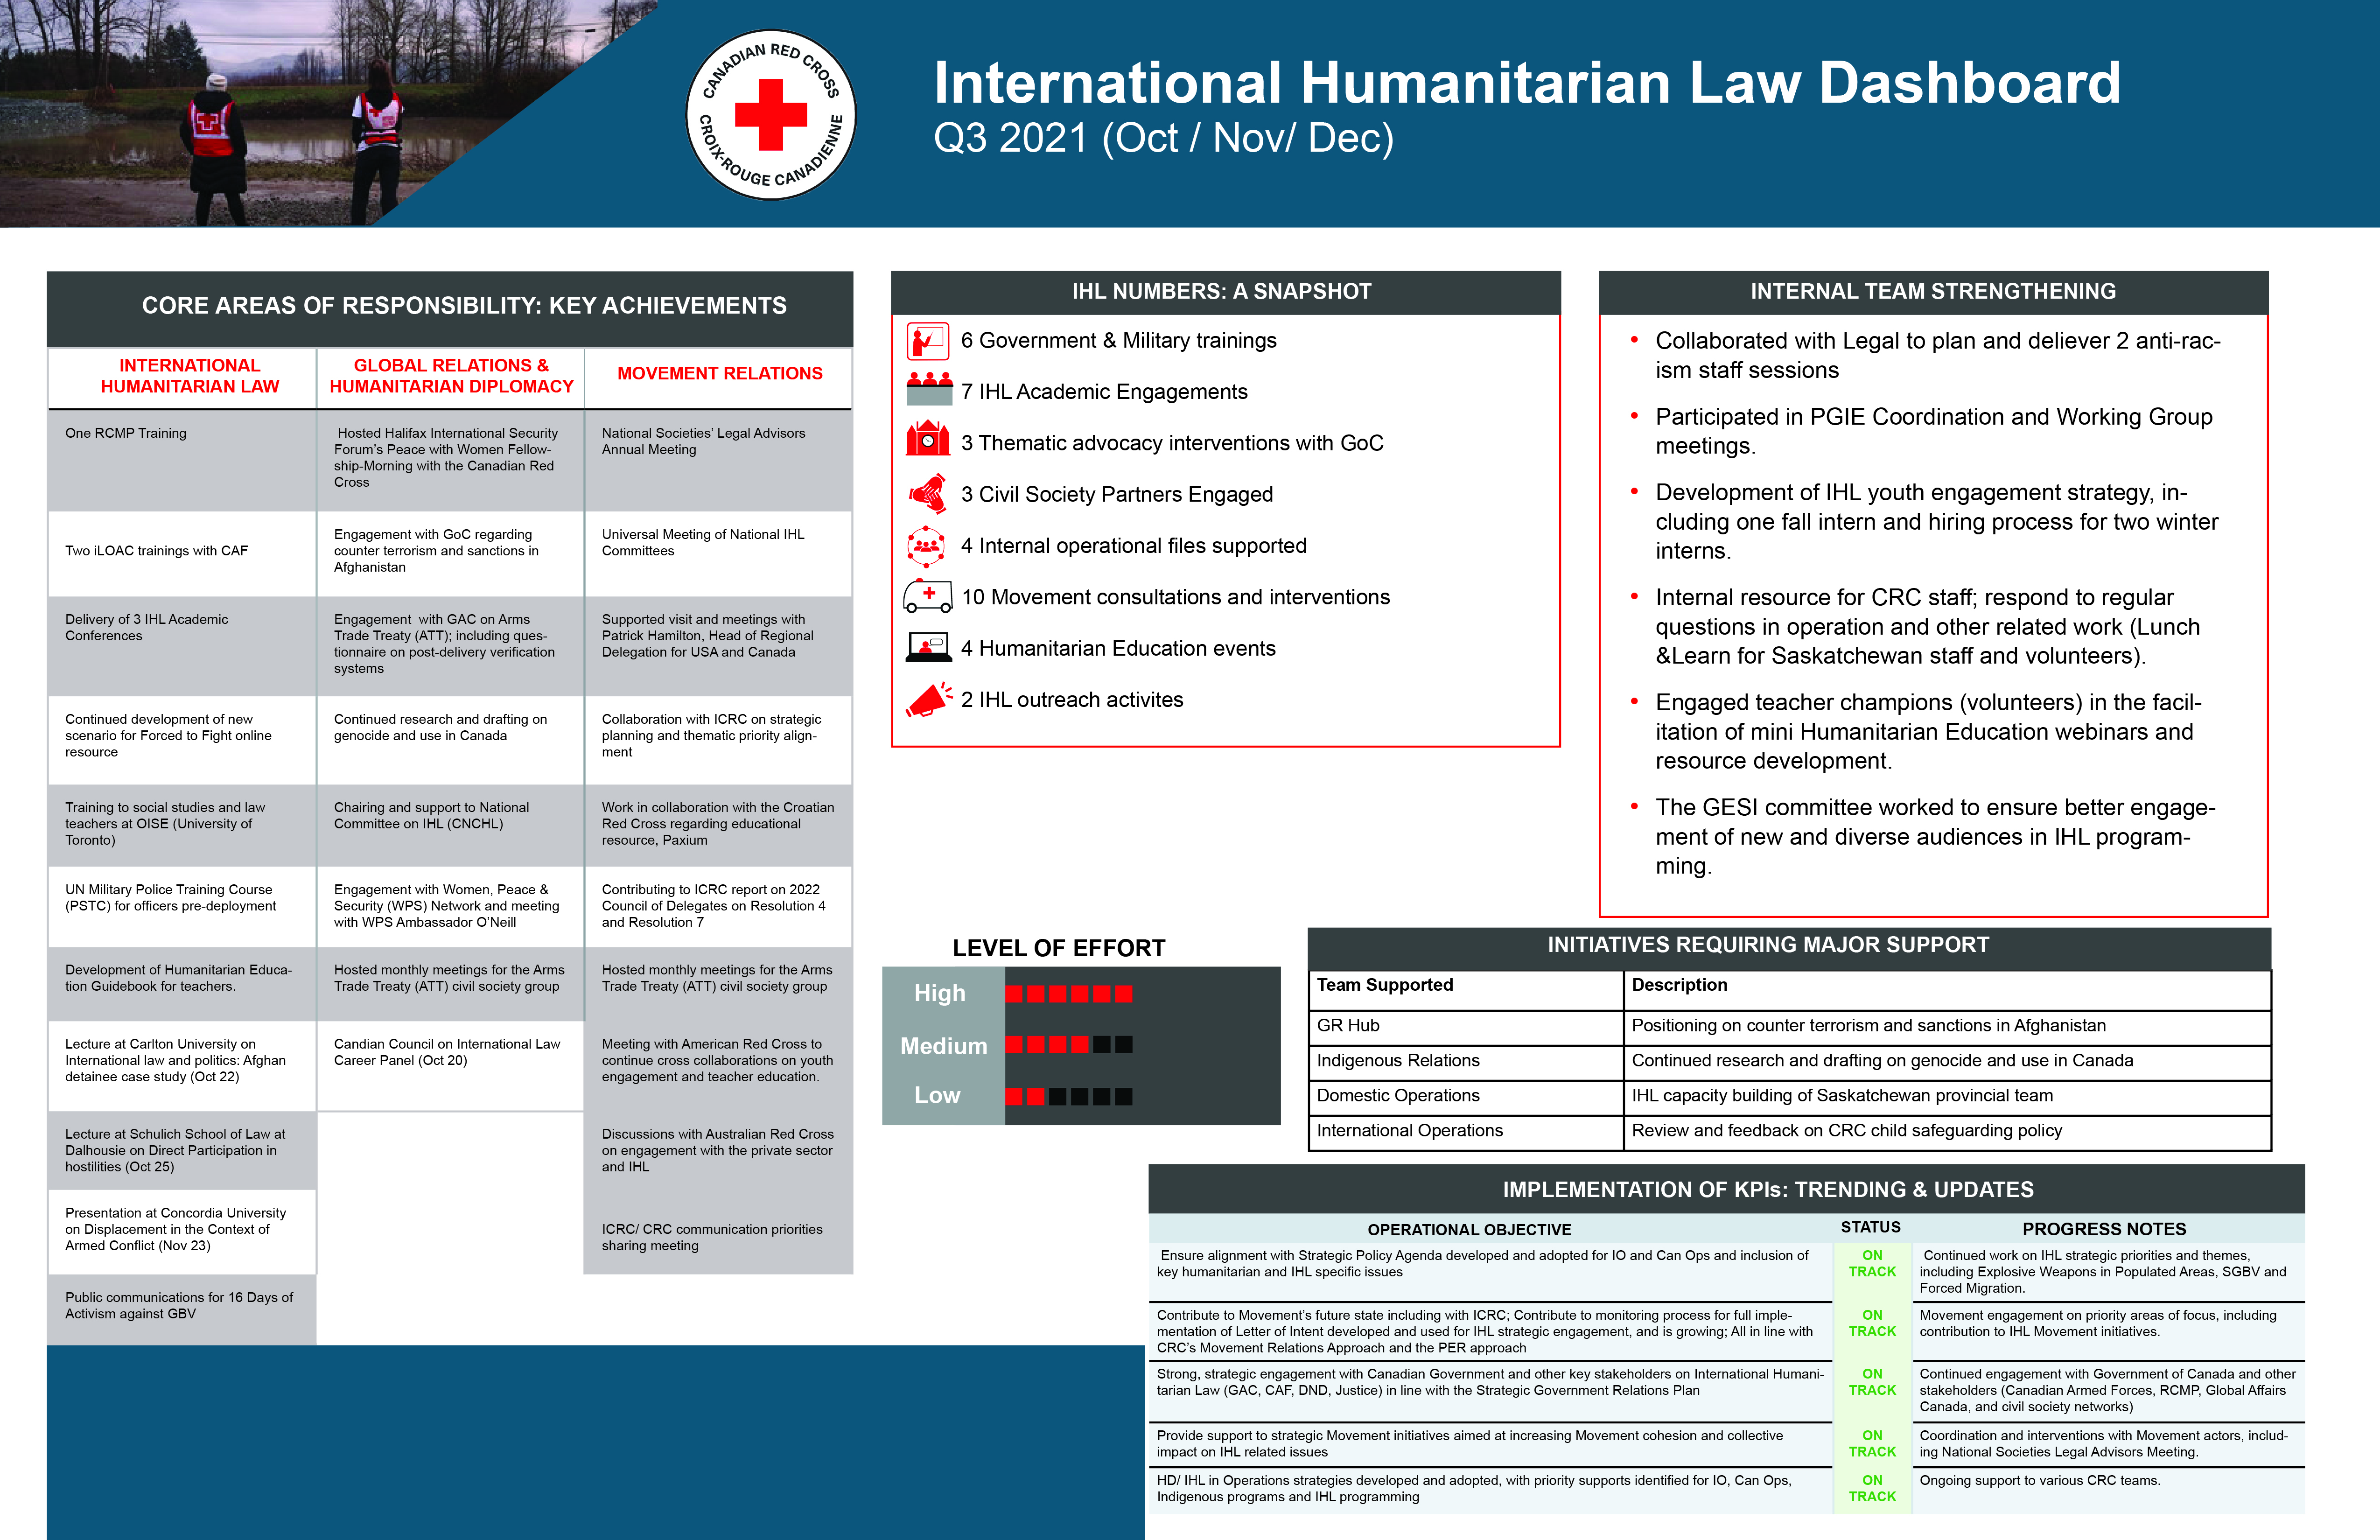 CANADIAN RED CROSS
CROIX-ROUGE CANADIENNE
International Humanitarian Law Dashboard
Q3 2021 (Oct / Nov/ Dec)
CORE AREAS OF RESPONSIBILITY: KEY ACHIEVEMENTS
INTERNATIONAL
HUMANITARIAN LAW
One RCMP Training
Two iLOAC trainings with CAF
Delivery of 3 IHL Academic
Conferences
Continued development of new
scenario for Forced to Fight online
resource
Training to social studies and law
teachers at OISE (University of
Toronto)
UN Military Police Training Course
(PSTC) for officers pre-deployment
Development of Humanitarian Educa-
tion Guidebook for teachers.
Lecture at Carlton University on
International law and politics: Afghan
detainee case study (Oct 22)
Lecture at Schulich School of Law at
Dalhousie on Direct Participation in
hostilities (Oct 25)
Presentation at Concordia University
on Displacement in the Context of
Armed Conflict (Nov 23)
Public communications for 16 Days of
Activism against GBV
GLOBAL RELATIONS &
HUMANITARIAN DIPLOMACY
Hosted Halifax International Security
Forum's Peace with Women Fellow-
ship-Morning with the Canadian Red
Cross
Engagement with GoC regarding
counter terrorism and sanctions in
Afghanistan
Engagement with GAC on Arms
Trade Treaty (ATT); including ques-
tionnaire on post-delivery verification
systems
Continued research and drafting on
genocide and use in Canada
Chairing and support to National
Committee on IHL (CNCHL)
Engagement with Women, Peace &
Security (WPS) Network and meeting
with WPS Ambassador O'Neill
Hosted monthly meetings for the Arms
Trade Treaty (ATT) civil society group
Candian Council on International Law
Career Panel (Oct 20)
MOVEMENT RELATIONS
National Societies' Legal Advisors
Annual Meeting
Universal Meeting of National IHL
Committees
Supported visit and meetings with
Patrick Hamilton, Head of Regional
Delegation for USA and Canada
Collaboration with ICRC on strategic
planning and thematic priority align-
ment
Work in collaboration with the Croatian
Red Cross regarding educational
resource, Paxium
Contributing to ICRC report on 2022
Council of Delegates on Resolution 4
and Resolution 7
Hosted monthly meetings for the Arms
Trade Treaty (ATT) civil society group
Meeting with American Red Cross to
continue cross collaborations on youth
engagement and teacher education.
Discussions with Australian Red Cross
on engagement with the private sector
and IHL
ICRC/ CRC communication priorities
sharing meeting
IHL NUMBERS: A SNAPSHOT
6 Government & Military trainings
7 IHL Academic Engagements
3 Thematic advocacy interventions with GoC
3 Civil Society Partners Engaged
4 Internal operational files supported
10 Movement consultations and interventions
4 Humanitarian Education events
2 IHL outreach activites
INTERNAL TEAM STRENGTHENING
• Collaborated with Legal to plan and deliever 2 anti-rac-
ism staff sessions
• Participated in PGIE Coordination and Working Group
meetings.
• Development of IHL youth engagement strategy, in-
cluding one fall intern and hiring process for two winter
interns.
• Internal resource for CRC staff; respond to regular
questions in operation and other related work (Lunch
&Learn for Saskatchewan staff and volunteers).
• Engaged teacher champions (volunteers) in the facil-
itation of mini Humanitarian Education webinars and
resource development.
• The GESI committee worked to ensure better engage-
ment of new and diverse audiences in IHL program-
ming.
LEVEL OF EFFORT
High
Medium
Low
INITIATIVES REQUIRING MAJOR SUPPORT
Team Supported Description
GR Hub Positioning on counter terrorism and sanctions in Afghanistan
Indigenous Relations Continued research and drafting on genocide and use in Canada
Domestic Operations IHL capacity building of Saskatchewan provincial team
International Operations Review and feedback on CRC child safeguarding policy
IMPLEMENTATION OF KPIs: TRENDING & UPDATES
OPERATIONAL OBJECTIVE STATUS PROGRESS NOTES
Ensure alignment with Strategic Policy Agenda developed and adopted for IO and Can Ops and inclusion of
key humanitarian and IHL specific issues
ON
TRACK
Continued work on IHL strategic priorities and themes,
including Explosive Weapons in Populated Areas, SGBV and
Forced Migration.
Contribute to Movement's future state including with ICRC; Contribute to monitoring process for full imple-
mentation of Letter of Intent developed and used for IHL strategic engagement, and is growing; All in line with
CRC's Movement Relations Approach and the PER approach
ON
TRACK
Movement engagement on priority areas of focus, including
contribution to IHL Movement initiatives.
Strong, strategic engagement with Canadian Government and other key stakeholders on International Humani-
tarian Law (GAC, CAF, DND, Justice) in line with the Strategic Government Relations Plan
ON
TRACK
Continued engagement with Government of Canada and other
stakeholders (Canadian Armed Forces, RCMP, Global Affairs
Canada, and civil society networks)
Provide support to strategic Movement initiatives aimed at increasing Movement cohesion and collective
impact on IHL related issues
ON
TRACK
Coordination and interventions with Movement actors, includ-
ing National Societies Legal Advisors Meeting.
HD/ IHL in Operations strategies developed and adopted, with priority supports identified for IO, Can Ops,
Indigenous programs and IHL programming
ON
TRACK
Ongoing support to various CRC teams.